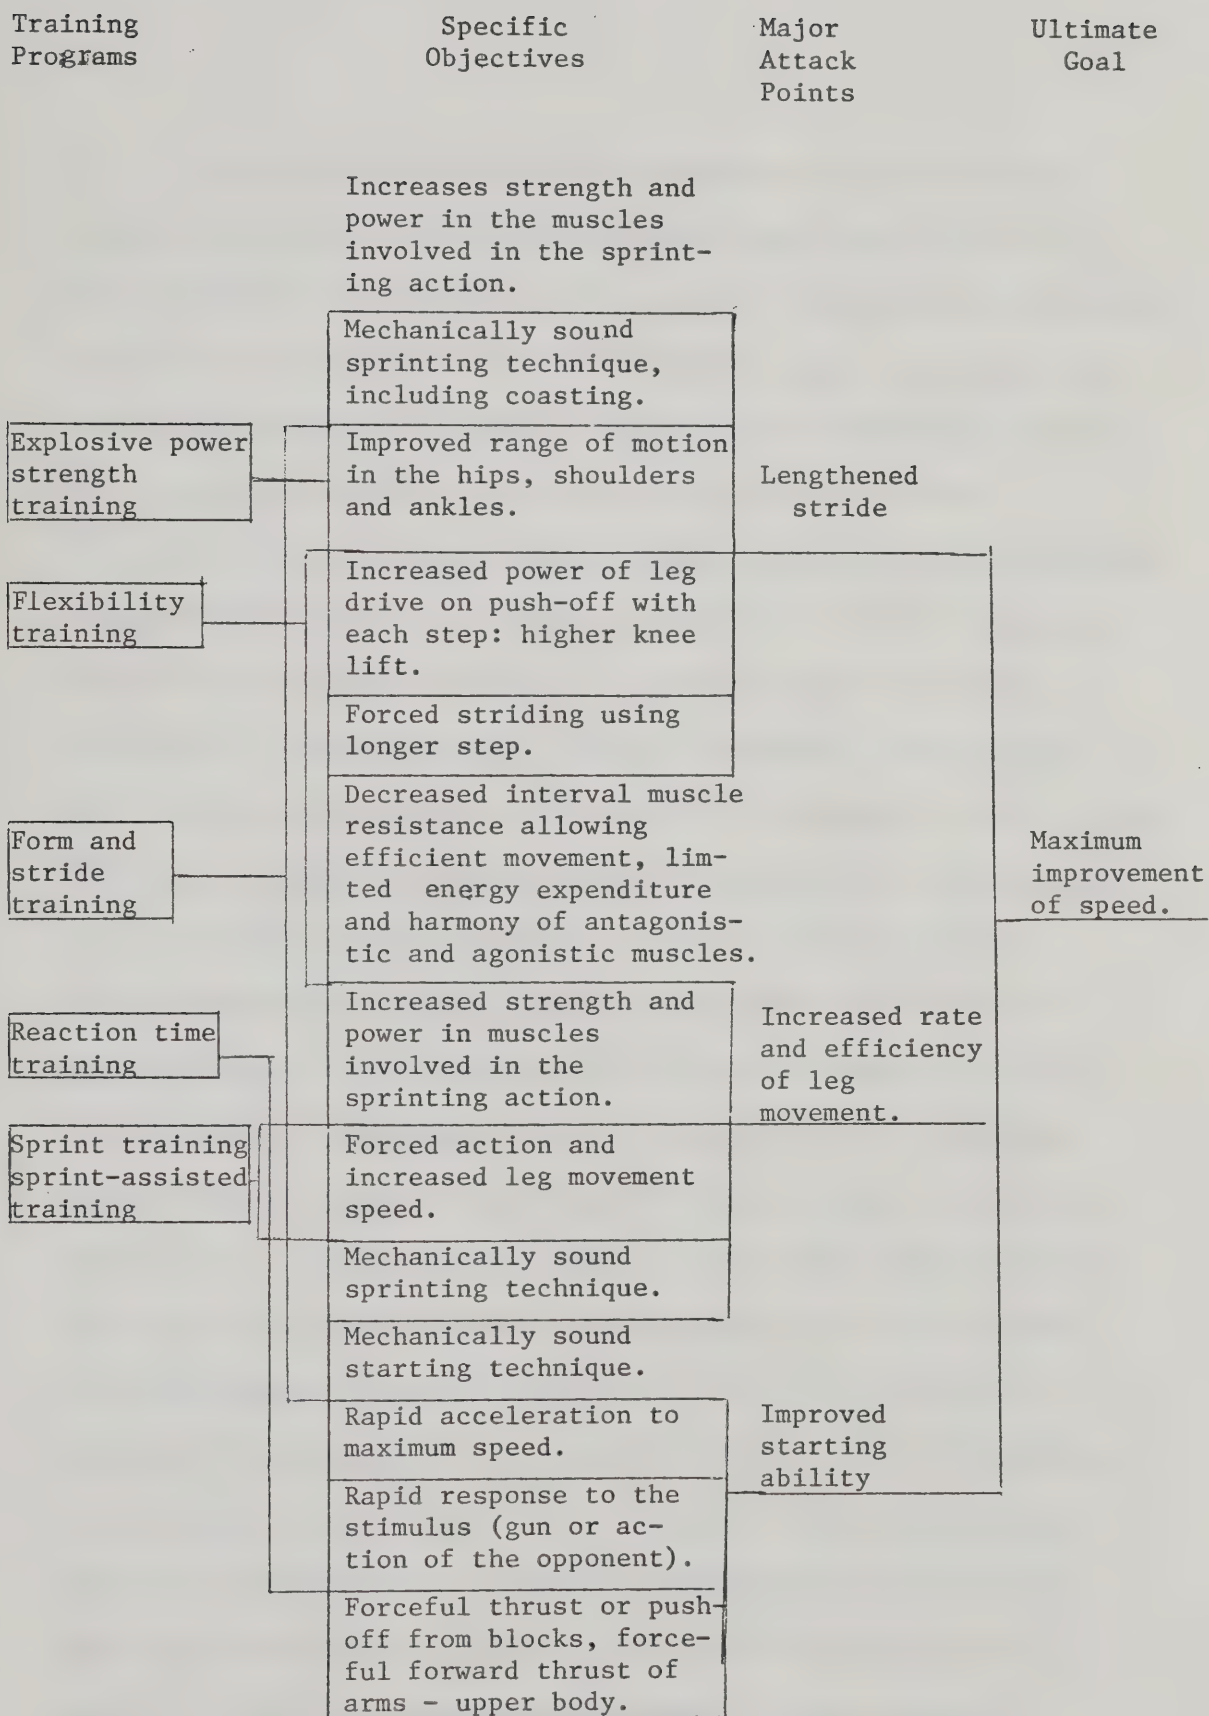 Training
Programs
Specific
Objectives
Major
Attack
Points
Ultimate
Goal
Increases strength and
power in the muscles
involved in the sprint-
ing action.
Mechanically sound
sprinting technique,
including coasting.
Explosive power
strength
training
Improved range of motion
in the hips, shoulders
and ankles.
Lengthened
stride
Flexibility
training
Increased power of leg
drive on push-off with
each step: higher knee
lift.
Forced striding using
longer step.
Form and
stride
training
Decreased interval muscle
resistance allowing
efficient movement, lim-
ted energy expenditure
and harmony of antagonis-
tic and agonistic muscles.
Maximum
improvement
of speed.
Reaction time
training
Increased strength and
power in muscles
involved in the
sprinting action.
Increased rate
and efficiency
of leg
movement.
Sprint training
sprint-assisted
training
Forced action and
increased leg movement
speed.
Mechanically sound
sprinting technique.
Mechanically sound
starting technique.
Rapid acceleration to
maximum speed.
Improved
starting
ability
Rapid response to the
stimulus (gun or ac-
tion of the opponent).
Forceful thrust or push-
off from blocks, force-
ful forward thrust of
arms - upper body.